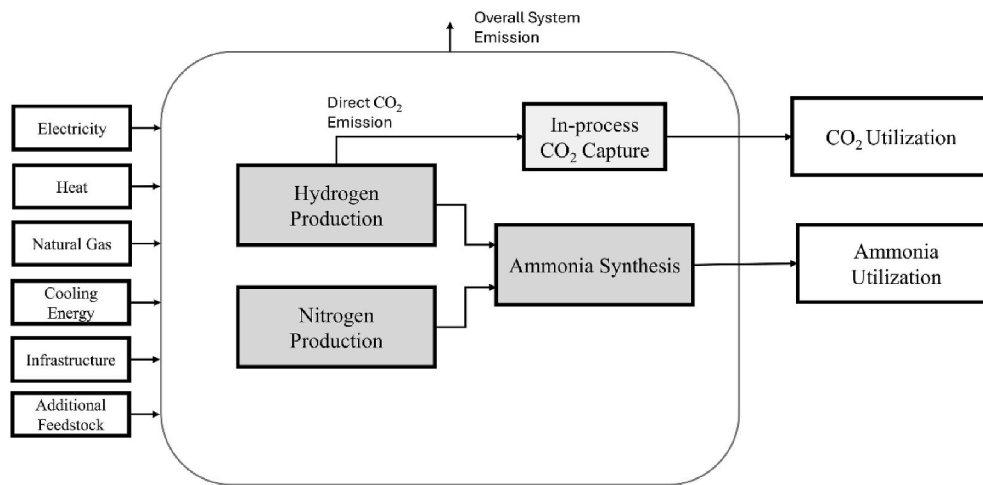 Overall System
Emission
Electricity
Heat
Natural Gas
Cooling
Energy
Infrastructure
Additional
Feedstock
Direct CO₂
Emission
In-process
CO₂ Capture
Hydrogen
Production
Nitrogen
Production
Ammonia Synthesis
CO₂ Utilization
Ammonia
Utilization